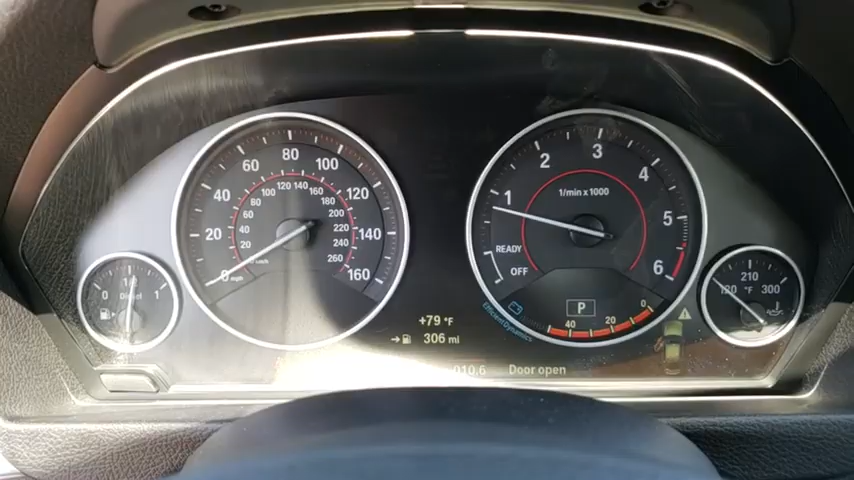 20 40 60 80 100 120 140 160
0 mph
20 40 60 80 100 120 140 160 180 200 220 240 260
km/h
1 2 3 4 5 6
1/min x 1000
READY
OFF
EfficientDynamics
P
40 20 0
0 1/2 1
Diesel
210
120 °F 300
+79 °F
306 mi
010.6
Door open